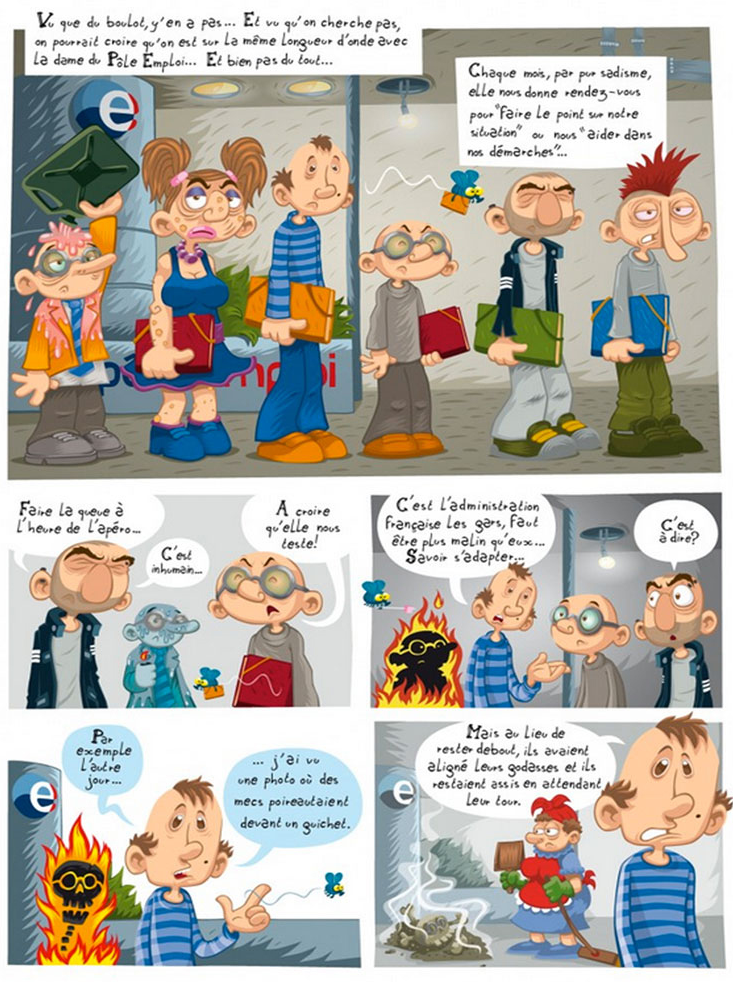 Vu que du boulot, y'en a pas... Et vu qu'on cherche pas,
on pourrait croire qu'on est sur la même longueur d'onde avec
la dame du Pôle Emploi... Et bien pas du tout...
Chaque mois, par pur sadisme,
elle nous donne rendez-vous
pour "faire le point sur notre
situation" ou nous "aider dans
nos démarches"...
e
pôle emploi
Faire la queue à
l'heure de l'apéro...
C'est
inhumain...
A croire
qu'elle nous
teste!
C'est l'administration
française les gars, faut
être plus malin qu'eux...
Savoir s'adapter...
C'est
à dire?
Par
exemple
l'autre
jour...
... j'ai vu
une photo où des
mecs poireautaient
devant un guichet.
e
Mais au lieu de
rester debout, ils avaient
aligné leurs godasses et ils
restaient assis en attendant
leur tour.
e